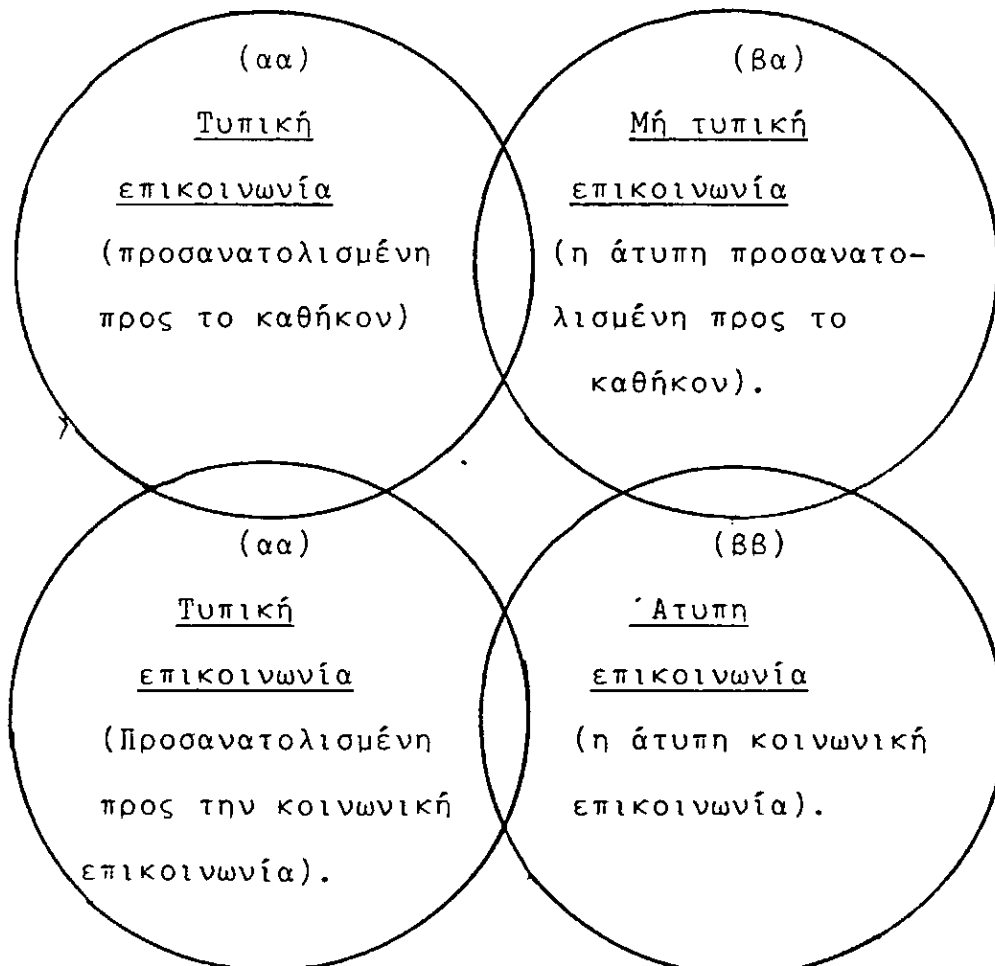 (αα)
Τυπική
επικοινωνία
(προσανατολισμένη
προς το καθήκον)
(βα)
Μή τυπική
επικοινωνία
(η άτυπη προσανατο-
λισμένη προς το
καθήκον).
(αα)
Τυπική
επικοινωνία
(Προσανατολισμένη
προς την κοινωνική
επικοινωνία).
(ββ)
Άτυπη
επικοινωνία
(η άτυπη κοινωνική
επικοινωνία).